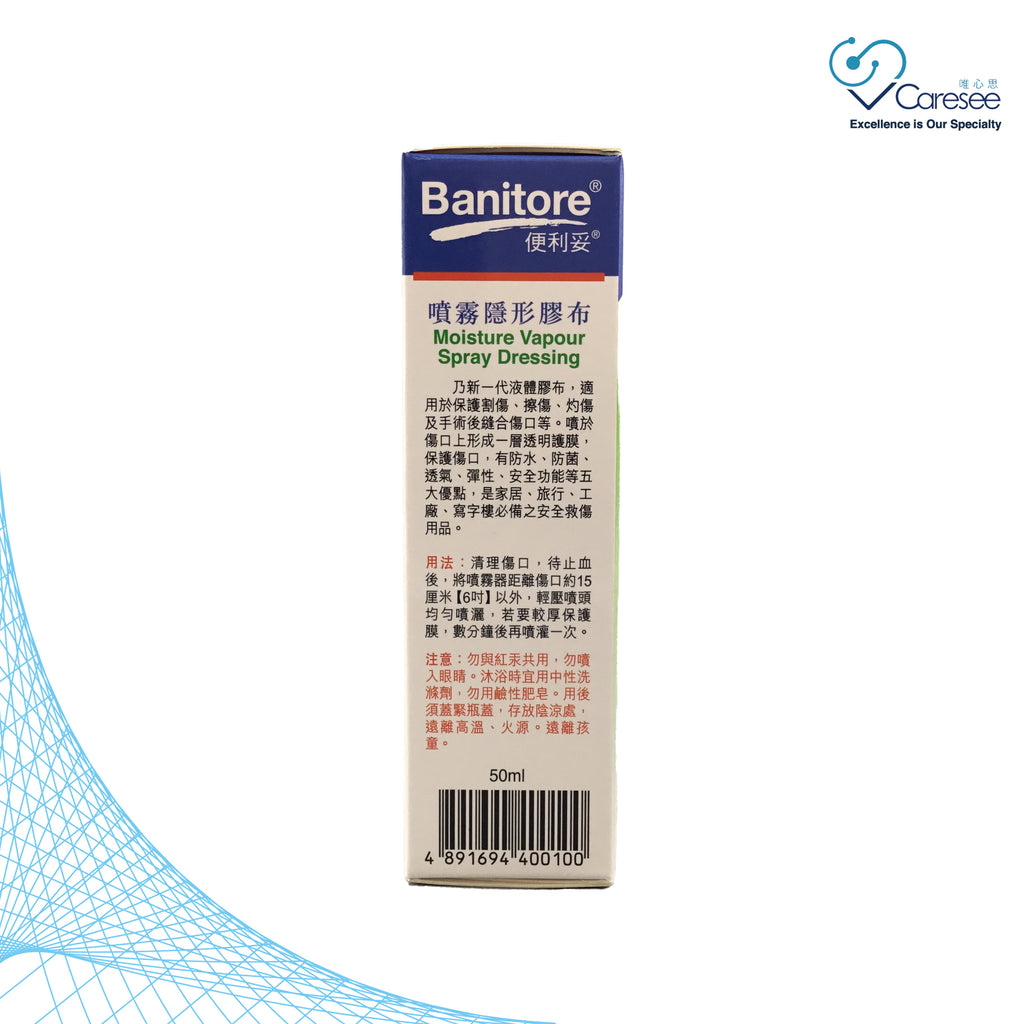 唯心思
Caresee
Excellence is Our Specialty
Banitore®
便利妥®
噴霧隱形膠布
Moisture Vapour
Spray Dressing
乃新一代液體膠布，適
用於保護割傷、擦傷、灼傷
及手術後縫合傷口等。噴於
傷口上形成一層透明護膜，
保護傷口，有防水、防菌、
透氣、彈性、安全功能等五
大優點，是家居、旅行、工
廠、寫字樓必備之安全救傷
用品。
用法：清理傷口，待止血
後，將噴霧器距離傷口約15
厘米【6吋】以外，輕壓噴頭
均勻噴灑，若要較厚保護
膜，數分鐘後再噴灌一次。
注意：勿與紅汞共用，勿噴
入眼睛。沐浴時宜用中性洗
滌劑，勿用鹼性肥皂。用後
須蓋緊瓶蓋，存放陰涼處，
遠離高溫、火源。遠離孩
童。
50ml
4 891694 400100